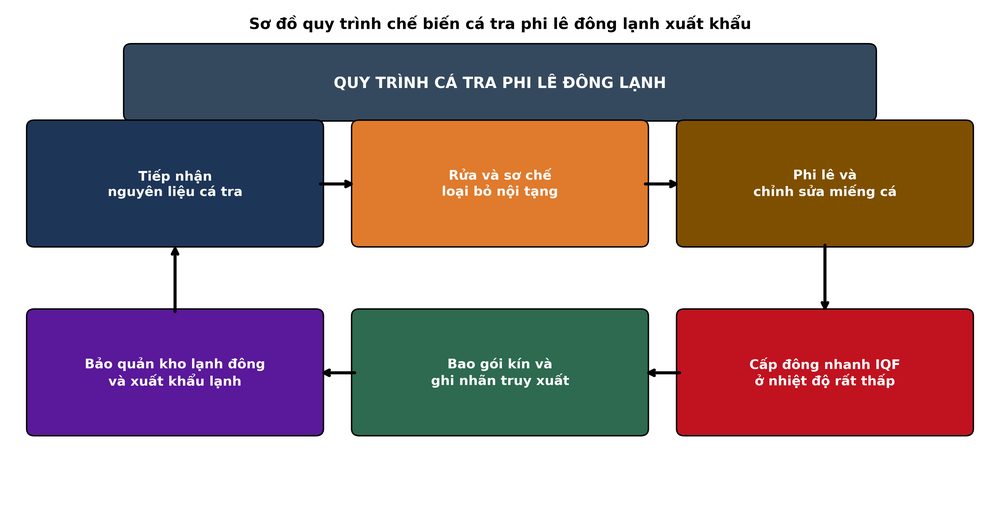 Sơ đồ quy trình chế biến cá tra phi lê đông lạnh xuất khẩu
QUY TRÌNH CÁ TRA PHI LÊ ĐÔNG LẠNH
Tiếp nhận
nguyên liệu cá tra
Rửa và sơ chế
loại bỏ nội tạng
Phi lê và
chỉnh sửa miếng cá
Cấp đông nhanh IQF
ở nhiệt độ rất thấp
Bao gói kín và
ghi nhãn truy xuất
Bảo quản kho lạnh đông
và xuất khẩu lạnh